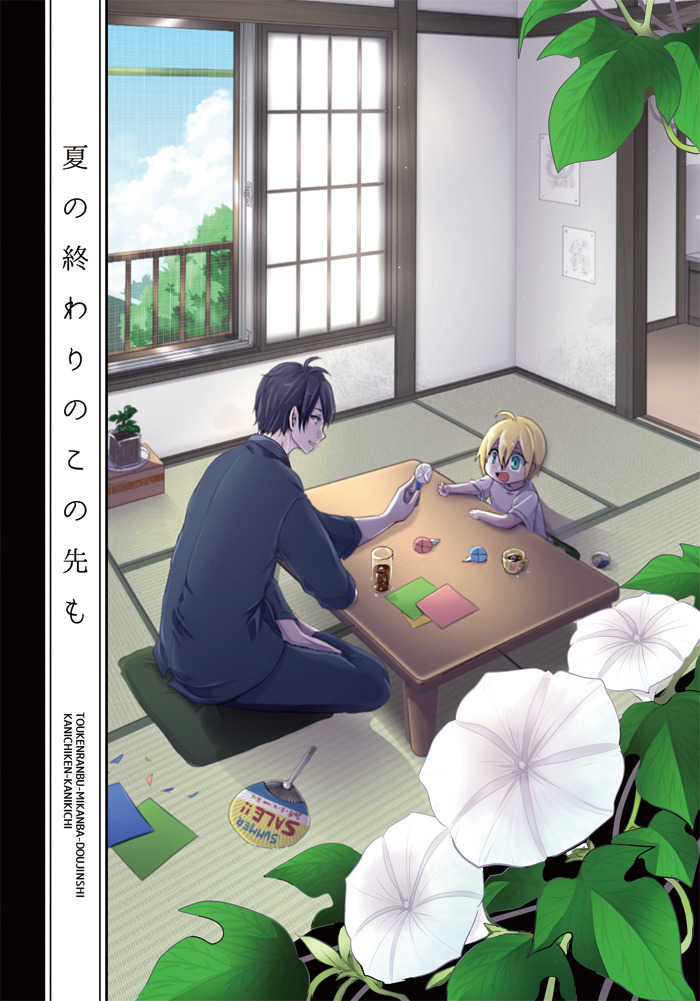 夏の終わりのこの先も
TOUKENRANBU-MIKANBA-DOUJINSHI
KANICHIKEN-KANIKICHI
SUMMER
SALE!!